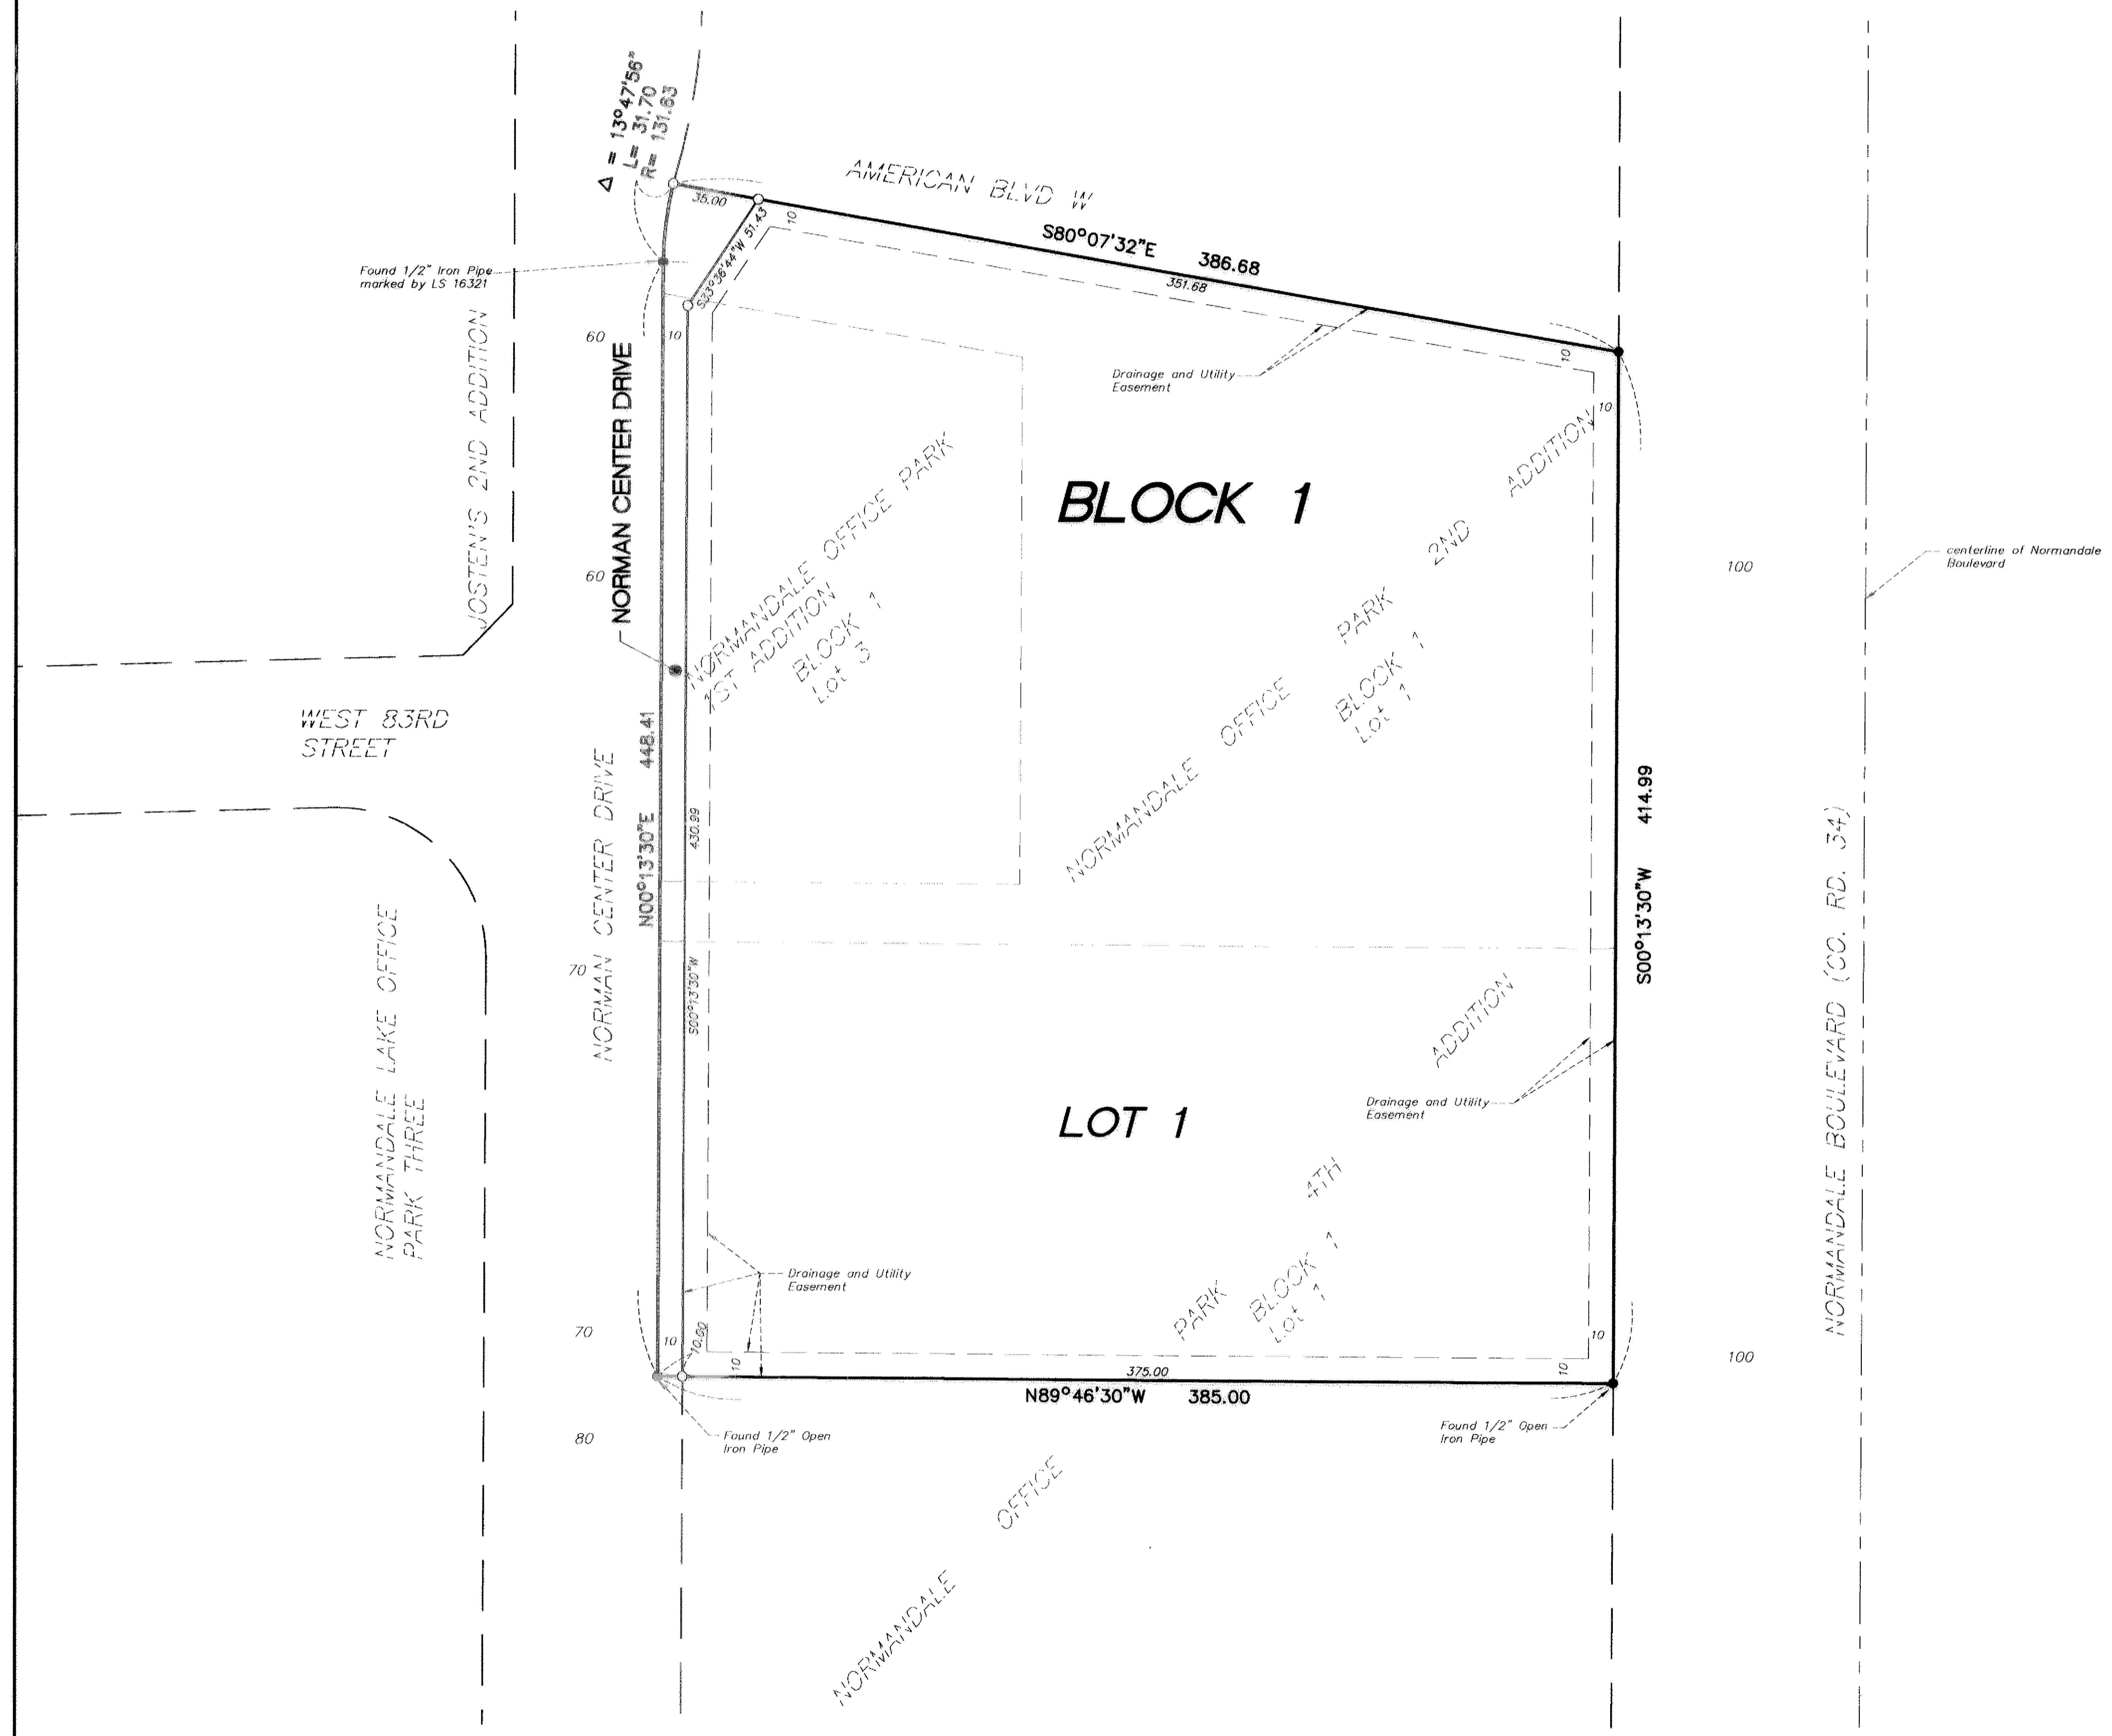 Δ = 13°47'56"
L= 31.70
R= 131.63
AMERICAN BLVD W
35.00
S33°36'44"W 51.43
10
S80°07'32"E 386.68
351.68
Found 1/2" Iron Pipe
marked by LS 16321
60
10
10
Drainage and Utility
Easement
10
JOSTEN'S 2ND ADDITION
NORMAN CENTER DRIVE
60
BLOCK 1
NORMANDALE OFFICE PARK
1ST ADDITION
BLOCK 1
Lot 3
NORMANDALE OFFICE PARK 2ND ADDITION
BLOCK 1
Lot 1
100
centerline of Normandale
Boulevard
WEST 83RD
STREET
NORMAN CENTER DRIVE
N00°13'30"E 448.41
430.99
S00°13'30"W
S00°13'30"W 414.99
NORMANDALE BOULEVARD (CO. RD. 34)
70
NORMANDALE LAKE OFFICE
PARK THREE
LOT 1
Drainage and Utility
Easement
Drainage and Utility
Easement
NORMANDALE OFFICE PARK 4TH ADDITION
BLOCK 1
Lot 1
70
10
10.00
10
10
10
100
375.00
N89°46'30"W 385.00
80
Found 1/2" Open
Iron Pipe
Found 1/2" Open
Iron Pipe